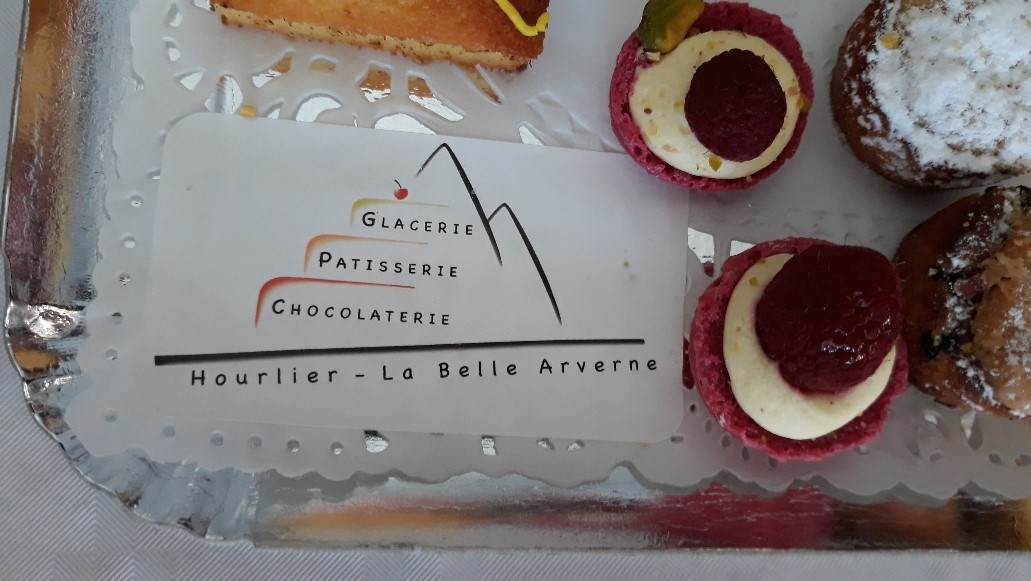 GLACERIE
PATISSERIE
CHOCOLATERIE
Hourlier - La Belle Arverne